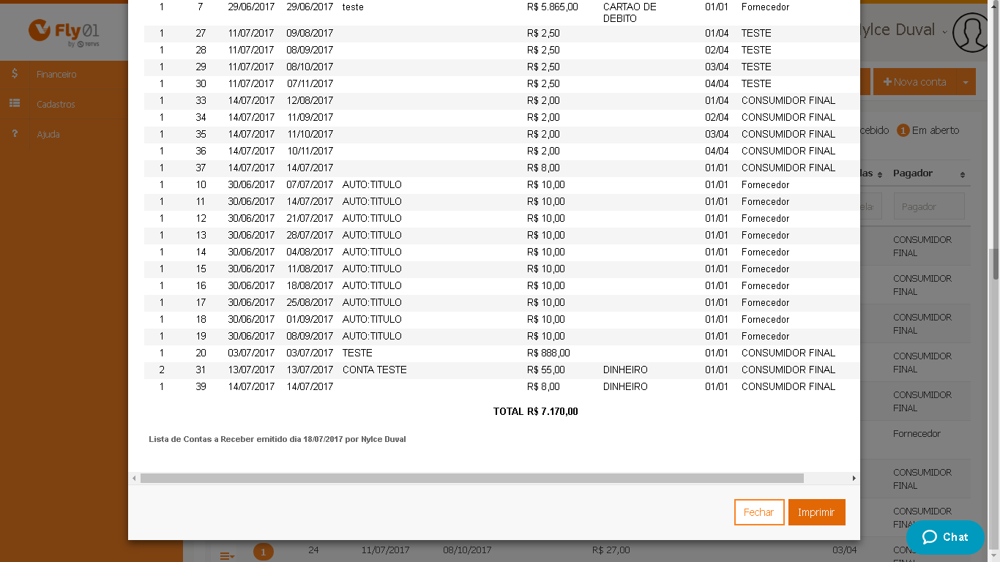 1 7 29/06/2017 29/06/2017 teste R$ 5.865,00 CARTAO DE DEBITO 01/01 Fornecedor
1 27 11/07/2017 09/08/2017 R$ 2,50 01/04 TESTE
1 28 11/07/2017 08/09/2017 R$ 2,50 02/04 TESTE
1 29 11/07/2017 08/10/2017 R$ 2,50 03/04 TESTE
1 30 11/07/2017 07/11/2017 R$ 2,50 04/04 TESTE
1 33 14/07/2017 12/08/2017 R$ 2,00 01/04 CONSUMIDOR FINAL
1 34 14/07/2017 11/09/2017 R$ 2,00 02/04 CONSUMIDOR FINAL
1 35 14/07/2017 11/10/2017 R$ 2,00 03/04 CONSUMIDOR FINAL
1 36 14/07/2017 10/11/2017 R$ 2,00 04/04 CONSUMIDOR FINAL
1 37 14/07/2017 14/07/2017 R$ 8,00 01/01 CONSUMIDOR FINAL
1 10 30/06/2017 07/07/2017 AUTO:TITULO R$ 10,00 01/01 Fornecedor
1 11 30/06/2017 14/07/2017 AUTO:TITULO R$ 10,00 01/01 Fornecedor
1 12 30/06/2017 21/07/2017 AUTO:TITULO R$ 10,00 01/01 Fornecedor
1 13 30/06/2017 28/07/2017 AUTO:TITULO R$ 10,00 01/01 Fornecedor
1 14 30/06/2017 04/08/2017 AUTO:TITULO R$ 10,00 01/01 Fornecedor
1 15 30/06/2017 11/08/2017 AUTO:TITULO R$ 10,00 01/01 Fornecedor
1 16 30/06/2017 18/08/2017 AUTO:TITULO R$ 10,00 01/01 Fornecedor
1 17 30/06/2017 25/08/2017 AUTO:TITULO R$ 10,00 01/01 Fornecedor
1 18 30/06/2017 01/09/2017 AUTO:TITULO R$ 10,00 01/01 Fornecedor
1 19 30/06/2017 08/09/2017 AUTO:TITULO R$ 10,00 01/01 Fornecedor
1 20 03/07/2017 03/07/2017 TESTE R$ 888,00 01/01 CONSUMIDOR FINAL
2 31 13/07/2017 13/07/2017 CONTA TESTE R$ 55,00 DINHEIRO 01/01 CONSUMIDOR FINAL
1 39 14/07/2017 14/07/2017 R$ 8,00 DINHEIRO 01/01 CONSUMIDOR FINAL
TOTAL R$ 7.170,00
Lista de Contas a Receber emitido dia 18/07/2017 por Nylce Duval
Fechar Imprimir
Fly01
by TOTVS
$ Financeiro
Cadastros
? Ajuda
ylce Duval
Nova conta
cebido 1 Em aberto
las Pagador
elas Pagador
CONSUMIDOR
FINAL
CONSUMIDOR
FINAL
CONSUMIDOR
FINAL
CONSUMIDOR
FINAL
CONSUMIDOR
FINAL
Fornecedor
CONSUMIDOR
FINAL
CONSUMIDOR
FINAL
1 24 11/07/2017 08/10/2017 R$ 27,00 03/04
Chat